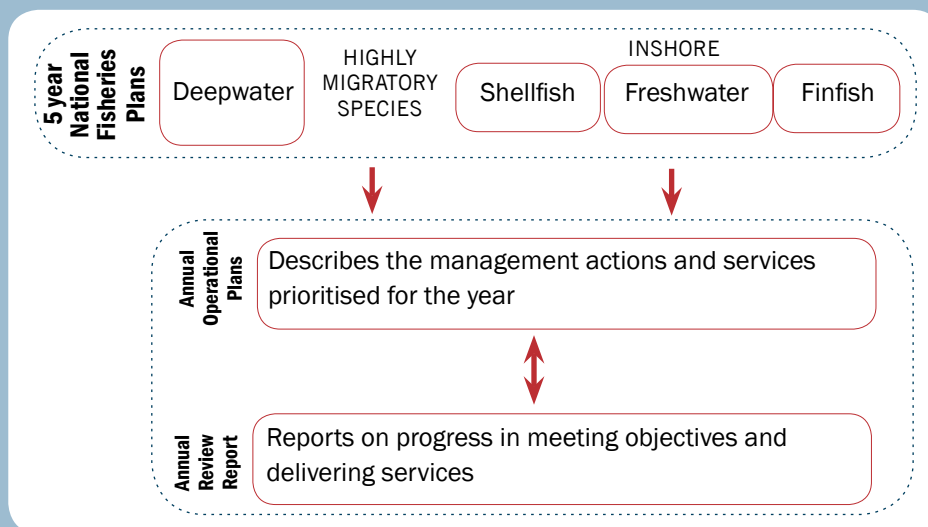 5 year
National
Fisheries
Plans
Deepwater
HIGHLY
MIGRATORY
SPECIES
INSHORE
Shellfish
Freshwater
Finfish
Annual
Operational
Plans
Describes the management actions and services
prioritised for the year
Annual
Review
Report
Reports on progress in meeting objectives and
delivering services